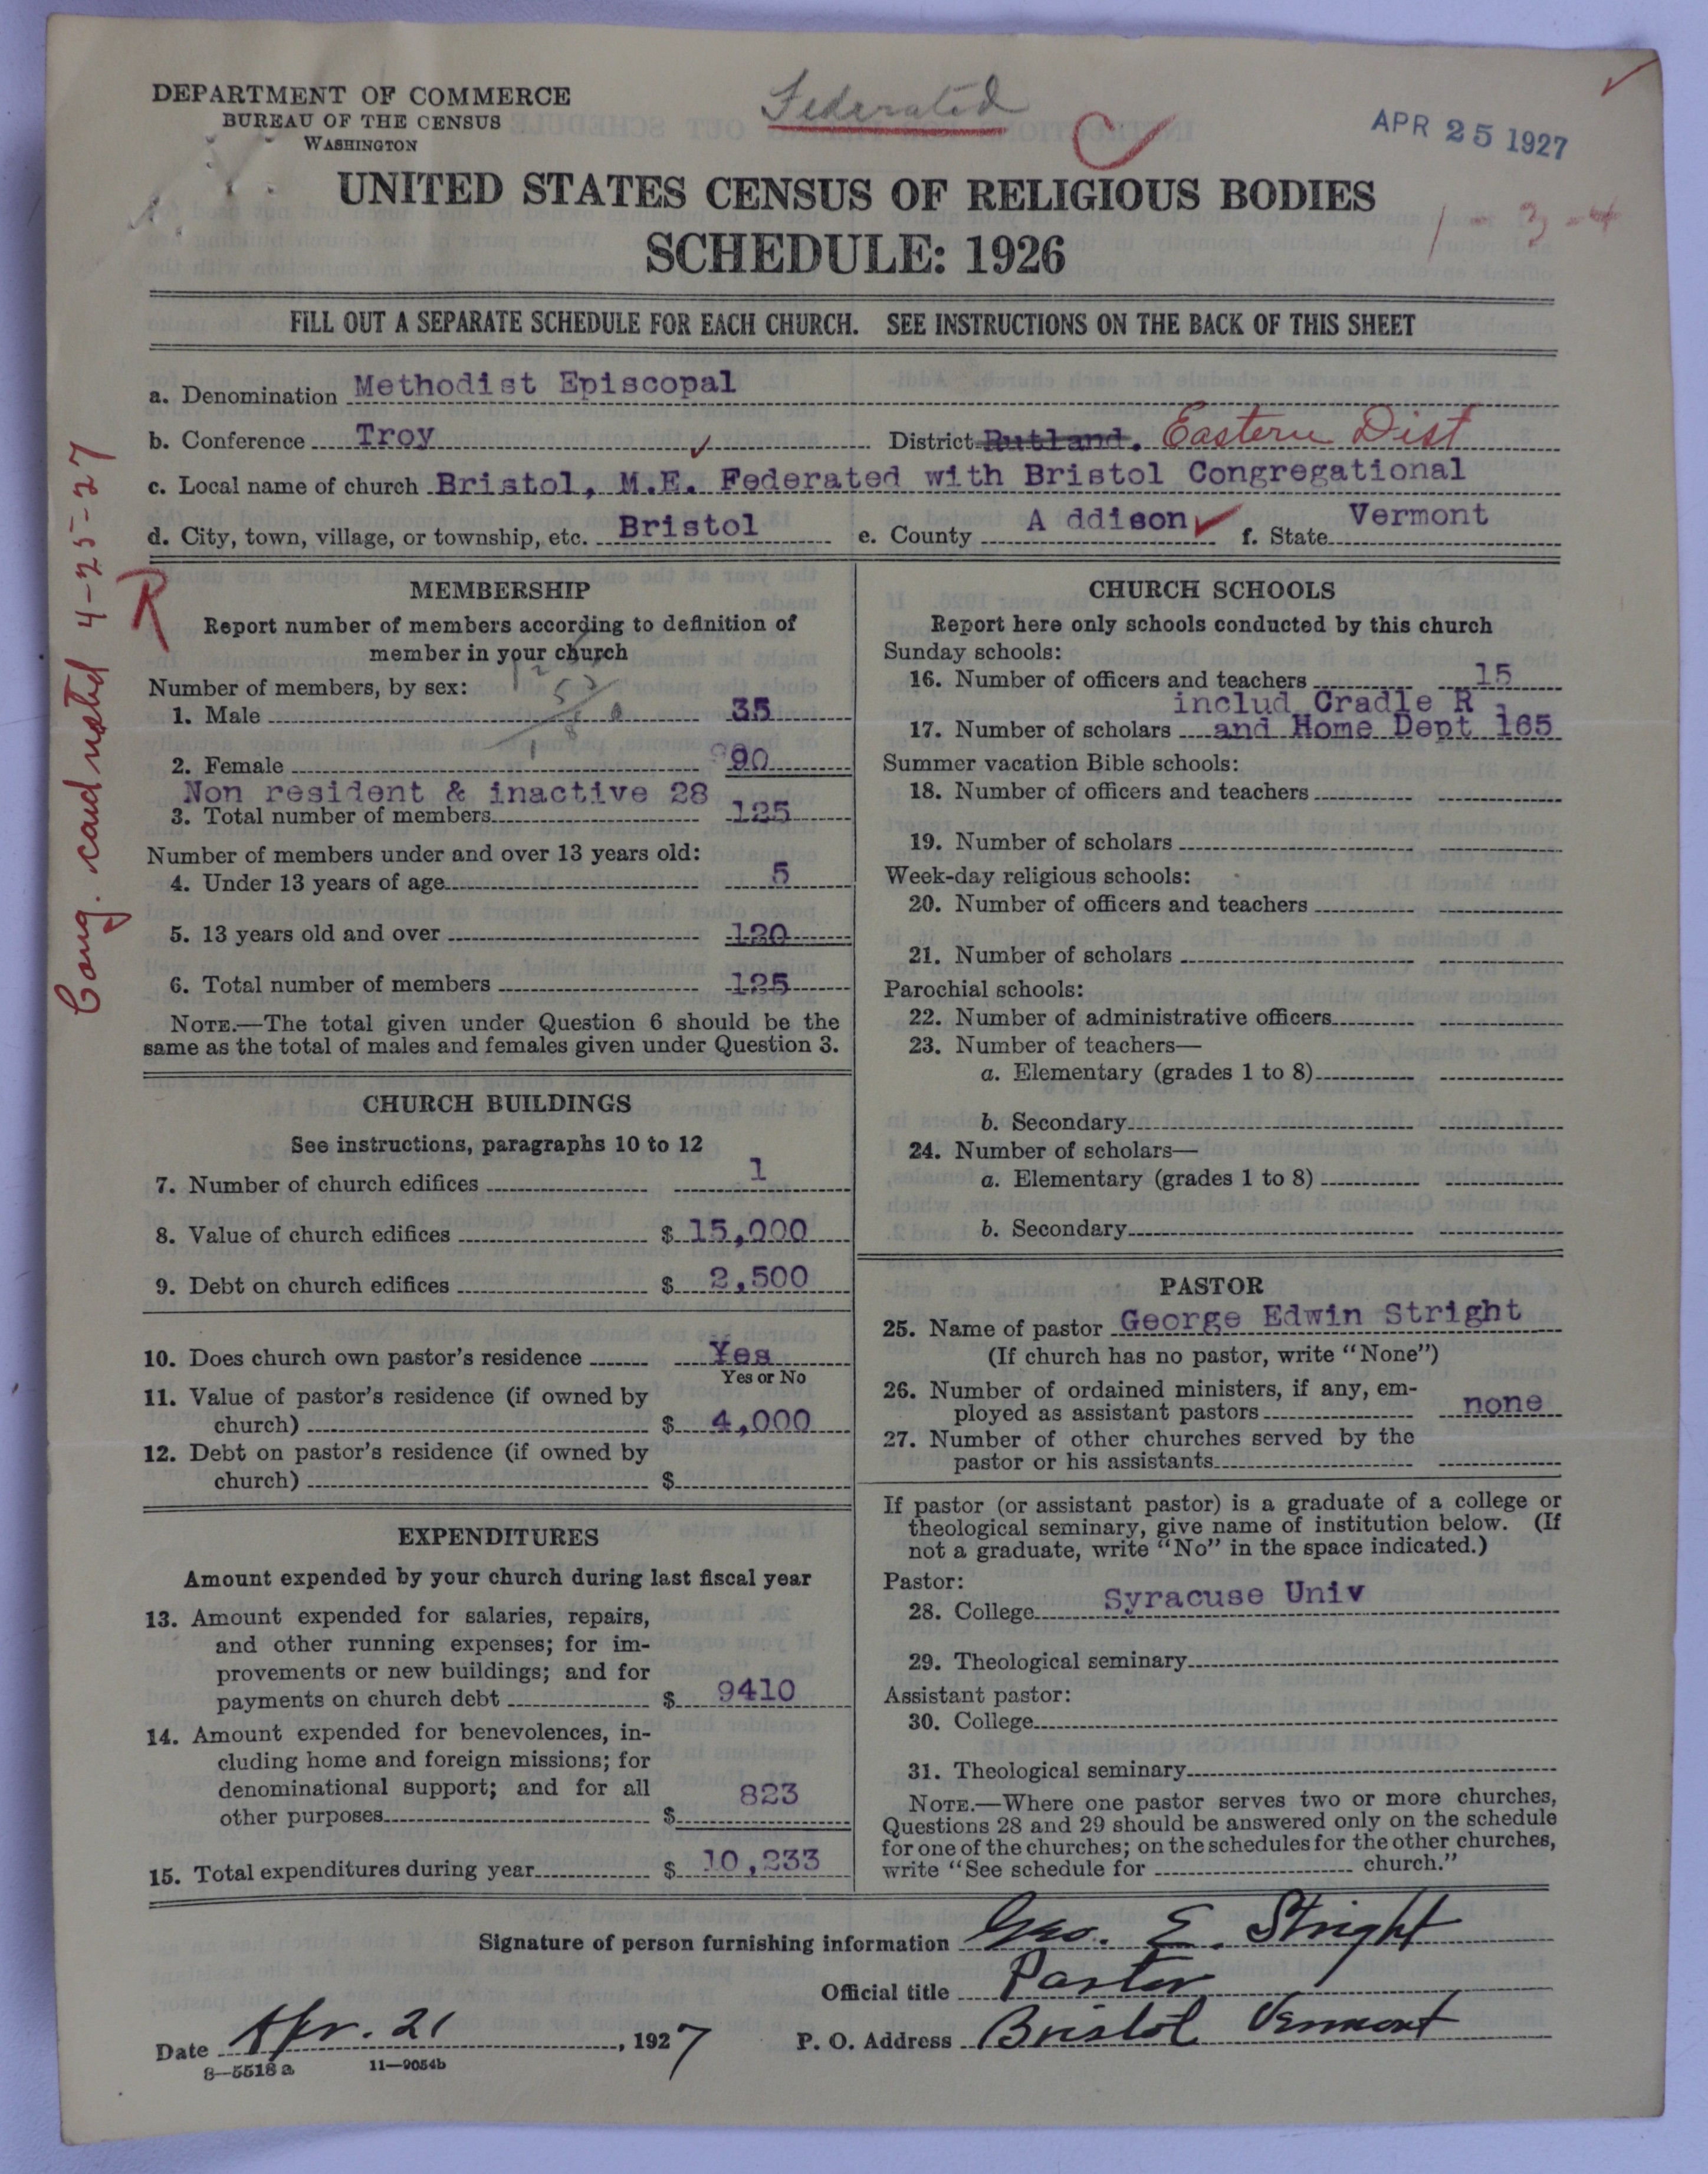 DEPARTMENT OF COMMERCE
BUREAU OF THE CENSUS
WASHINGTON
Federated
APR 25 1927
UNITED STATES CENSUS OF RELIGIOUS BODIES
SCHEDULE: 1926
1-3-4
FILL OUT A SEPARATE SCHEDULE FOR EACH CHURCH. SEE INSTRUCTIONS ON THE BACK OF THIS SHEET
a. Denomination Methodist Episcopal
b. Conference Troy District Rutland. Eastern Dist
c. Local name of church Bristol, M.E. Federated with Bristol Congregational
d. City, town, village, or township, etc. Bristol e. County A ddison f. State Vermont
Cong. card noted 4-25-27
R
MEMBERSHIP
Report number of members according to definition of
member in your church
Number of members, by sex:
1. Male 35
2. Female 90
Non resident & inactive 28
3. Total number of members 125
Number of members under and over 13 years old:
4. Under 13 years of age 5
5. 13 years old and over 120
6. Total number of members 125
NOTE.—The total given under Question 6 should be the
same as the total of males and females given under Question 3.
CHURCH BUILDINGS
See instructions, paragraphs 10 to 12
7. Number of church edifices 1
8. Value of church edifices $ 15,000
9. Debt on church edifices $ 2,500
10. Does church own pastor's residence Yes
Yes or No
11. Value of pastor's residence (if owned by
church) $ 4,000
12. Debt on pastor's residence (if owned by
church) $
EXPENDITURES
Amount expended by your church during last fiscal year
13. Amount expended for salaries, repairs,
and other running expenses; for im-
provements or new buildings; and for
payments on church debt $ 9410
14. Amount expended for benevolences, in-
cluding home and foreign missions; for
denominational support; and for all
other purposes $ 823
15. Total expenditures during year $ 10,233
CHURCH SCHOOLS
Report here only schools conducted by this church
Sunday schools:
16. Number of officers and teachers 15
includ Cradle R
17. Number of scholars and Home Dept 165
Summer vacation Bible schools:
18. Number of officers and teachers
19. Number of scholars
Week-day religious schools:
20. Number of officers and teachers
21. Number of scholars
Parochial schools:
22. Number of administrative officers
23. Number of teachers—
a. Elementary (grades 1 to 8)
b. Secondary
24. Number of scholars—
a. Elementary (grades 1 to 8)
b. Secondary
PASTOR
25. Name of pastor George Edwin Stright
(If church has no pastor, write "None")
26. Number of ordained ministers, if any, em-
ployed as assistant pastors none
27. Number of other churches served by the
pastor or his assistants
If pastor (or assistant pastor) is a graduate of a college or
theological seminary, give name of institution below. (If
not a graduate, write "No" in the space indicated.)
Pastor:
28. College Syracuse Univ
29. Theological seminary
Assistant pastor:
30. College
31. Theological seminary
NOTE.—Where one pastor serves two or more churches,
Questions 28 and 29 should be answered only on the schedule
for one of the churches; on the schedules for the other churches,
write "See schedule for church."
Signature of person furnishing information Geo. E. Stright
Official title Pastor
Date Apr. 21, 1927 P. O. Address Bristol Vermont
8—5518 a 11—9054b